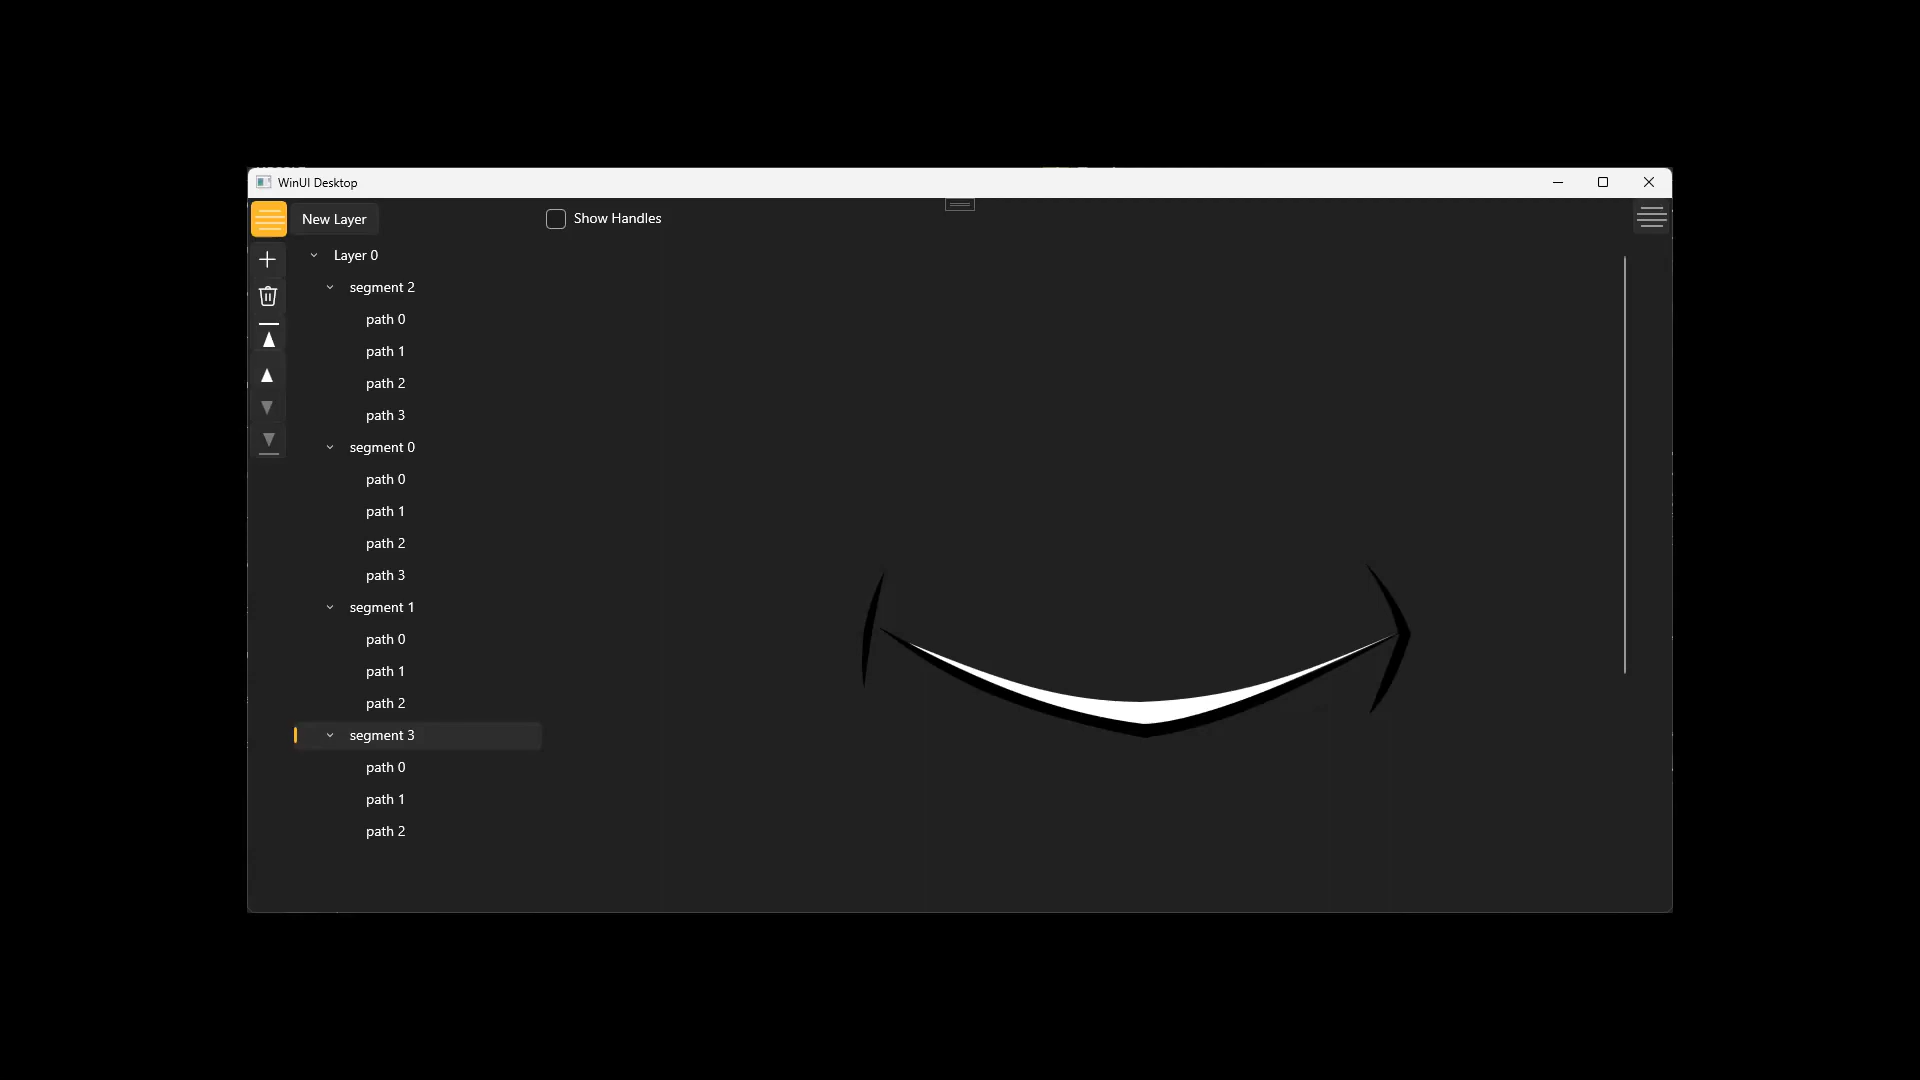 WinUI Desktop
New Layer
Show Handles
Layer 0
segment 2
path 0
path 1
path 2
path 3
segment 0
path 0
path 1
path 2
path 3
segment 1
path 0
path 1
path 2
segment 3
path 0
path 1
path 2